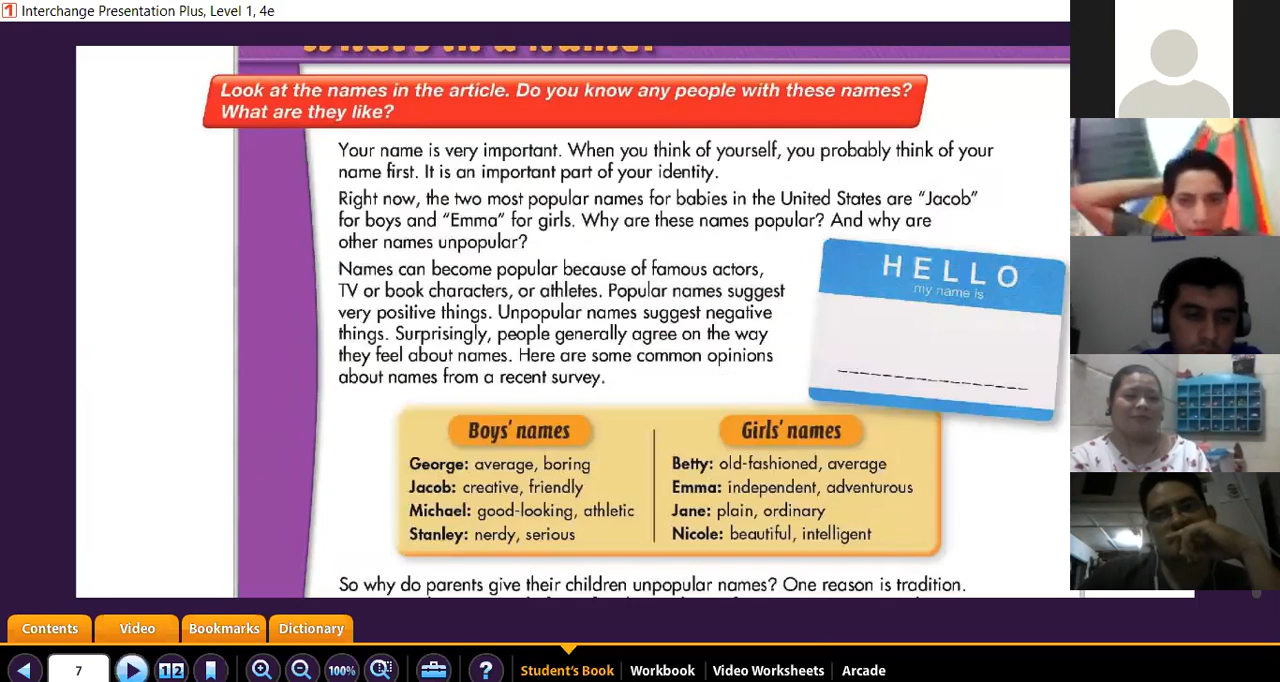 Interchange Presentation Plus, Level 1, 4e
What's in a Name?
Look at the names in the article. Do you know any people with these names?
What are they like?
Your name is very important. When you think of yourself, you probably think of your
name first. It is an important part of your identity.
Right now, the two most popular names for babies in the United States are “Jacob”
for boys and “Emma” for girls. Why are these names popular? And why are
other names unpopular?
Names can become popular because of famous actors,
TV or book characters, or athletes. Popular names suggest
very positive things. Unpopular names suggest negative
things. Surprisingly, people generally agree on the way
they feel about names. Here are some common opinions
about names from a recent survey.
HELLO
my name is
Boys' names
George: average, boring
Jacob: creative, friendly
Michael: good-looking, athletic
Stanley: nerdy, serious
Girls' names
Betty: old-fashioned, average
Emma: independent, adventurous
Jane: plain, ordinary
Nicole: beautiful, intelligent
So why do parents give their children unpopular names? One reason is tradition.
Contents
Video
Bookmarks
Dictionary
7
12
100%
?
Student's Book
Workbook
Video Worksheets
Arcade